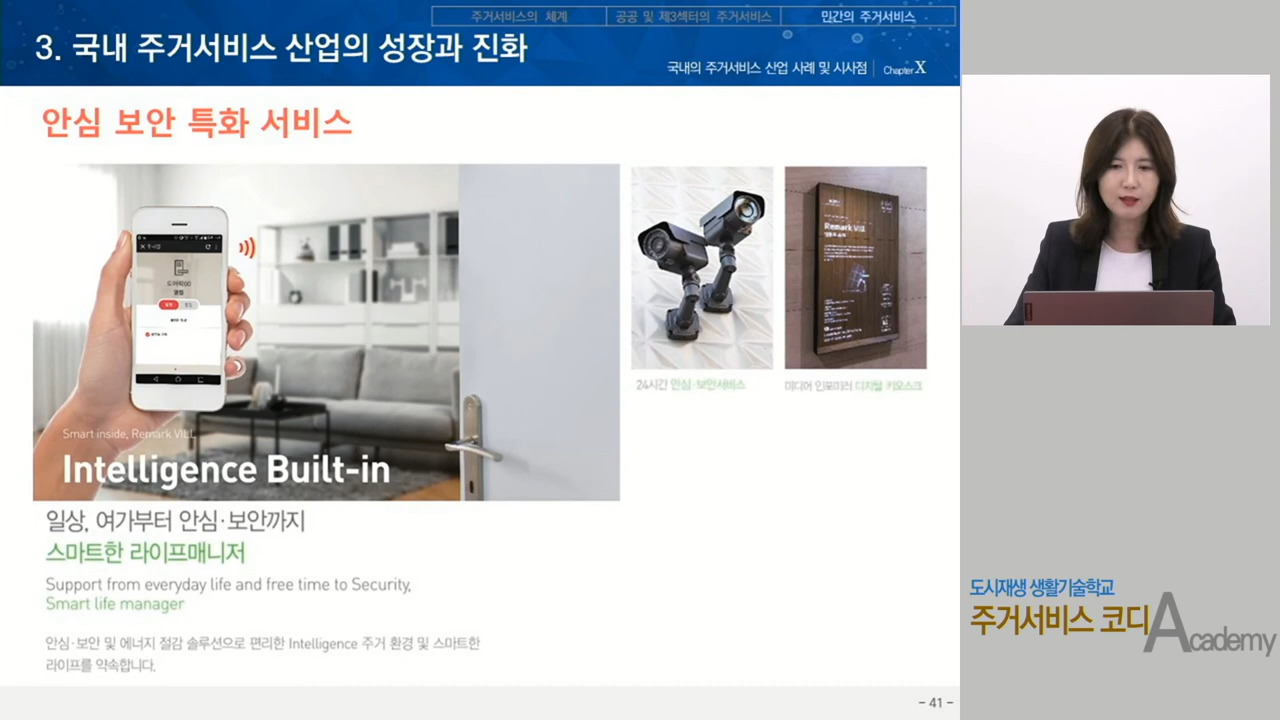 주거서비스의 체계
공공 및 제3섹터의 주거서비스
민간의 주거서비스
3. 국내 주거서비스 산업의 성장과 진화
국내의 주거서비스 산업 사례 및 시사점
Chapter X
안심 보안 특화 서비스
Remark VILL
24시간 안심·보안서비스
미디어 인포미러 디지털 키오스크
Smart inside, Remark VILL
Intelligence Built-in
일상, 여가부터 안심·보안까지
스마트한 라이프매니저
Support from everyday life and free time to Security,
Smart life manager
안심·보안 및 에너지 절감 솔루션으로 편리한 Intelligence 주거 환경 및 스마트한
라이프를 약속합니다.
- 41 -
도시재생 생활기술학교
주거서비스 코디
Academy